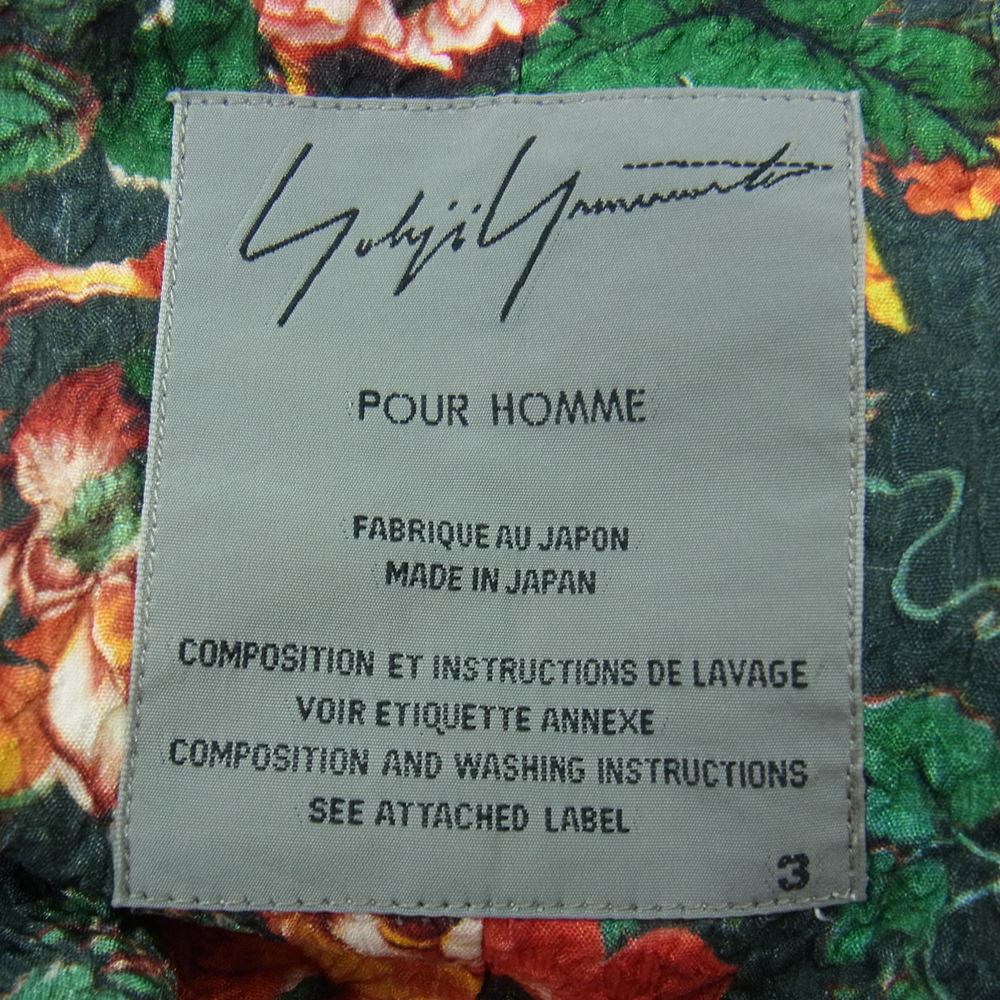 Yohji Yamamoto
POUR HOMME
FABRIQUE AU JAPON
MADE IN JAPAN
COMPOSITION ET INSTRUCTIONS DE LAVAGE
VOIR ETIQUETTE ANNEXE
COMPOSITION AND WASHING INSTRUCTIONS
SEE ATTACHED LABEL
3